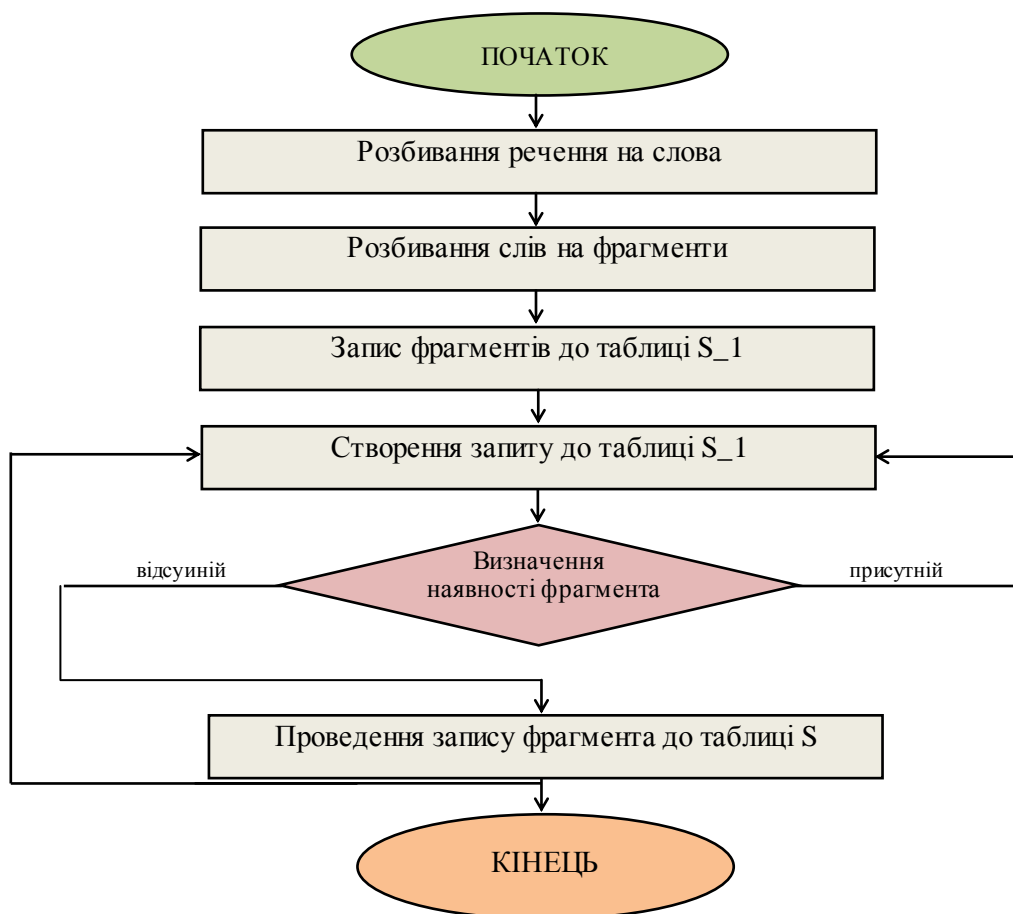 ПОЧАТОК
Розбивання речення на слова
Розбивання слів на фрагменти
Запис фрагментів до таблиці S_1
Створення запиту до таблиці S_1
Визначення
наявності фрагмента
відсуиній
присутній
Проведення запису фрагмента до таблиці S
КІНЕЦЬ